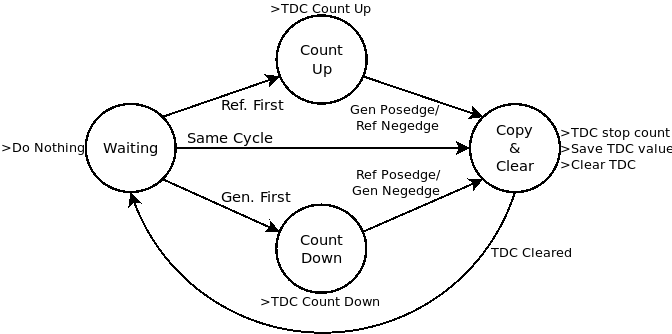 >TDC Count Up
Count
Up
Ref. First
Gen Posedge/
Ref Negedge
>Do Nothing
Waiting
Same Cycle
Copy
&
Clear
>TDC stop count
>Save TDC value
>Clear TDC
Gen. First
Ref Posedge/
Gen Negedge
Count
Down
>TDC Count Down
TDC Cleared